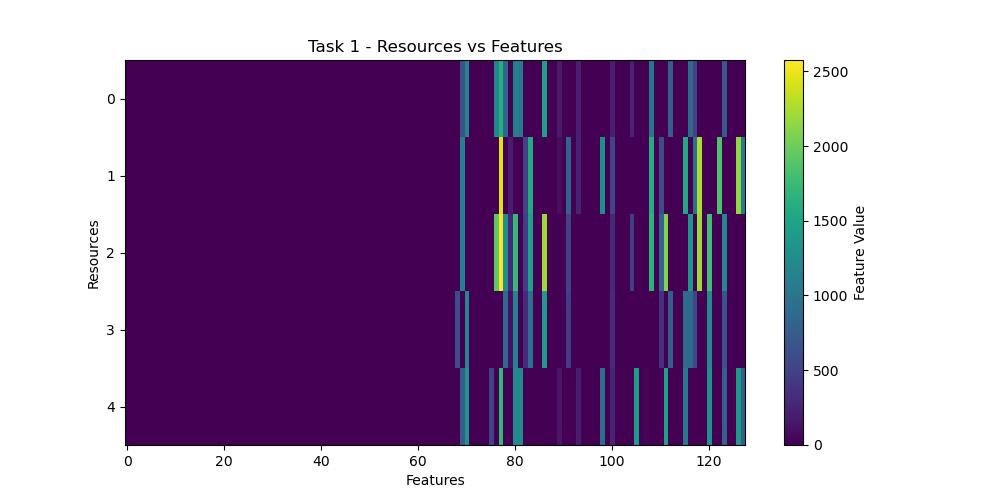 Task 1 - Resources vs Features
Resources
0
1
2
3
4
0 20 40 60 80 100 120
Features
2500
2000
1500
1000
500
0
Feature Value